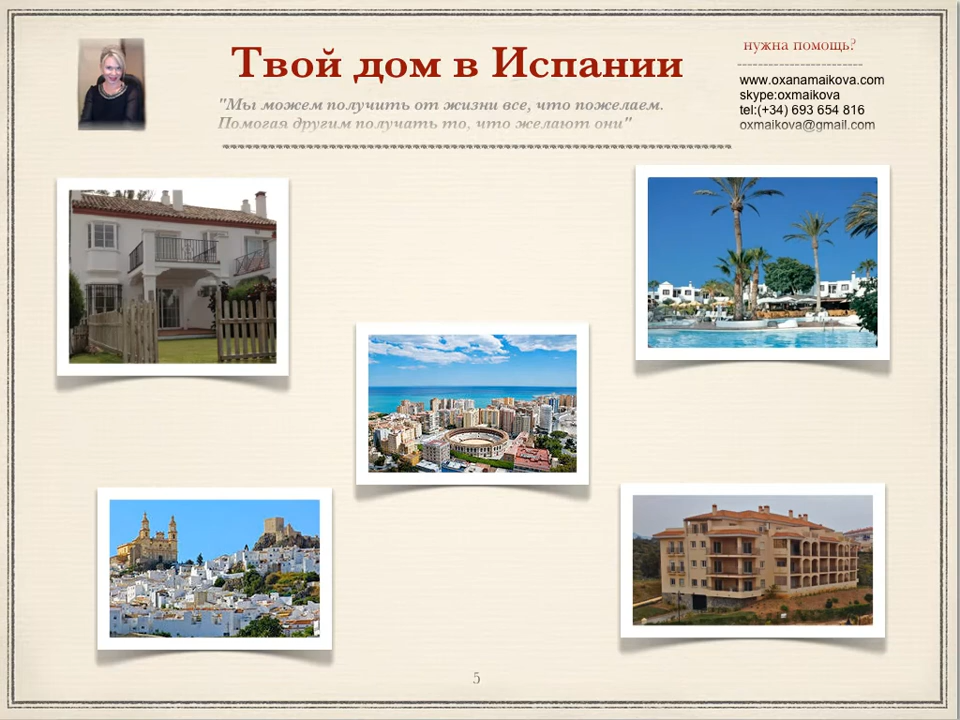 Твой дом в Испании
"Мы можем получить от жизни все, что пожелаем.
Помогая другим получать то, что желают они"
нужна помощь?
------------------------
www.oxanamaikova.com
skype:oxmaikova
tel:(+34) 693 654 816
oxmaikova@gmail.com
5